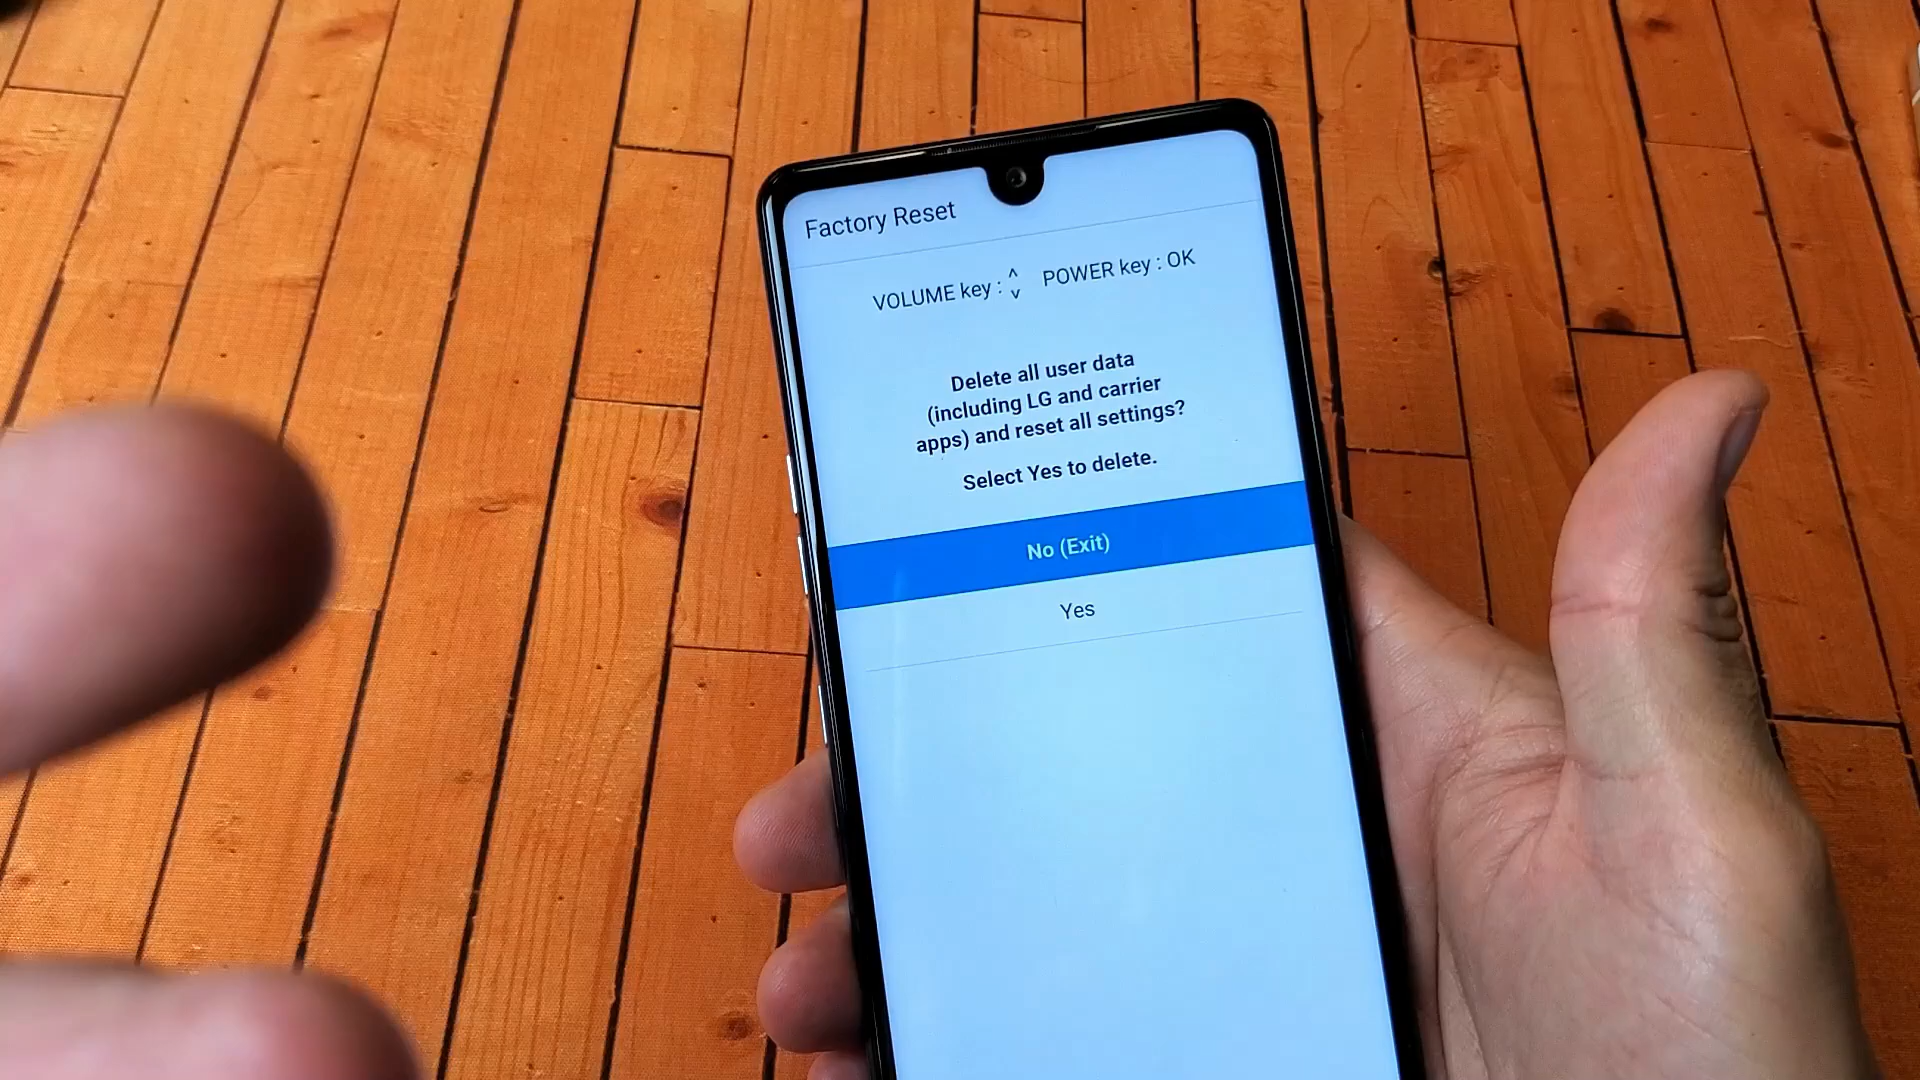 Factory Reset
VOLUME key : ^ v POWER key : OK
Delete all user data
(including LG and carrier
apps) and reset all settings?
Select Yes to delete.
No (Exit)
Yes